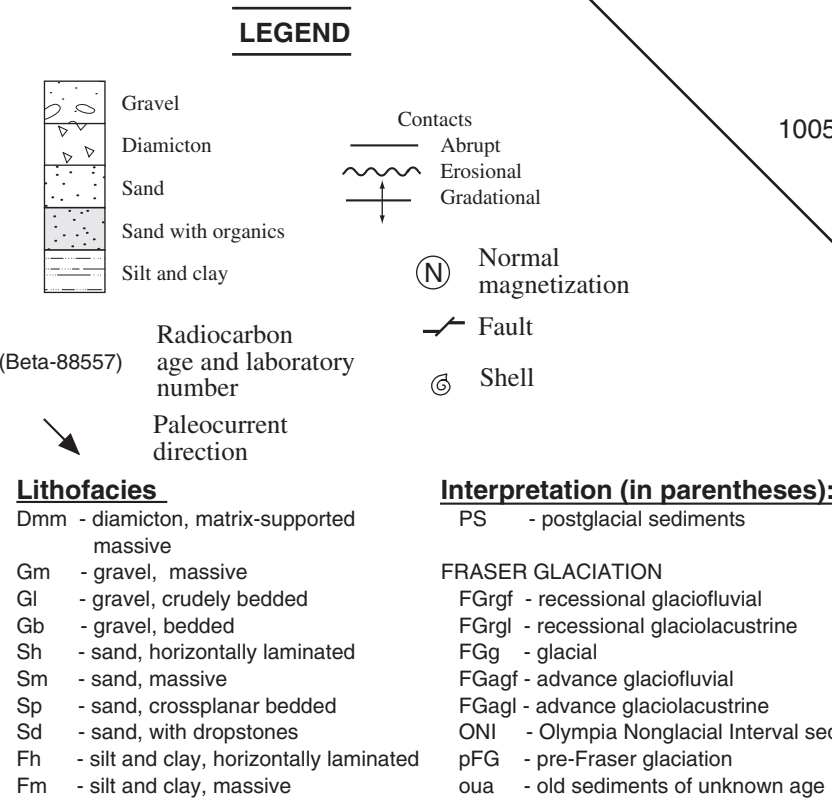 LEGEND
1005
Gravel
Diamicton
Sand
Sand with organics
Silt and clay
Contacts
Abrupt
Erosional
Gradational
N
Normal
magnetization
Fault
Shell
(Beta-88557)
Radiocarbon
age and laboratory
number
Paleocurrent
direction
Lithofacies
Dmm - diamicton, matrix-supported
massive
Gm - gravel, massive
Gl - gravel, crudely bedded
Gb - gravel, bedded
Sh - sand, horizontally laminated
Sm - sand, massive
Sp - sand, crossplanar bedded
Sd - sand, with dropstones
Fh - silt and clay, horizontally laminated
Fm - silt and clay, massive
Interpretation (in parentheses):
PS - postglacial sediments
FRASER GLACIATION
FGrgf - recessional glaciofluvial
FGrgl - recessional glaciolacustrine
FGg - glacial
FGagf - advance glaciofluvial
FGagl - advance glaciolacustrine
ONI - Olympia Nonglacial Interval
pFG - pre-Fraser glaciation
oua - old sediments of unknown age